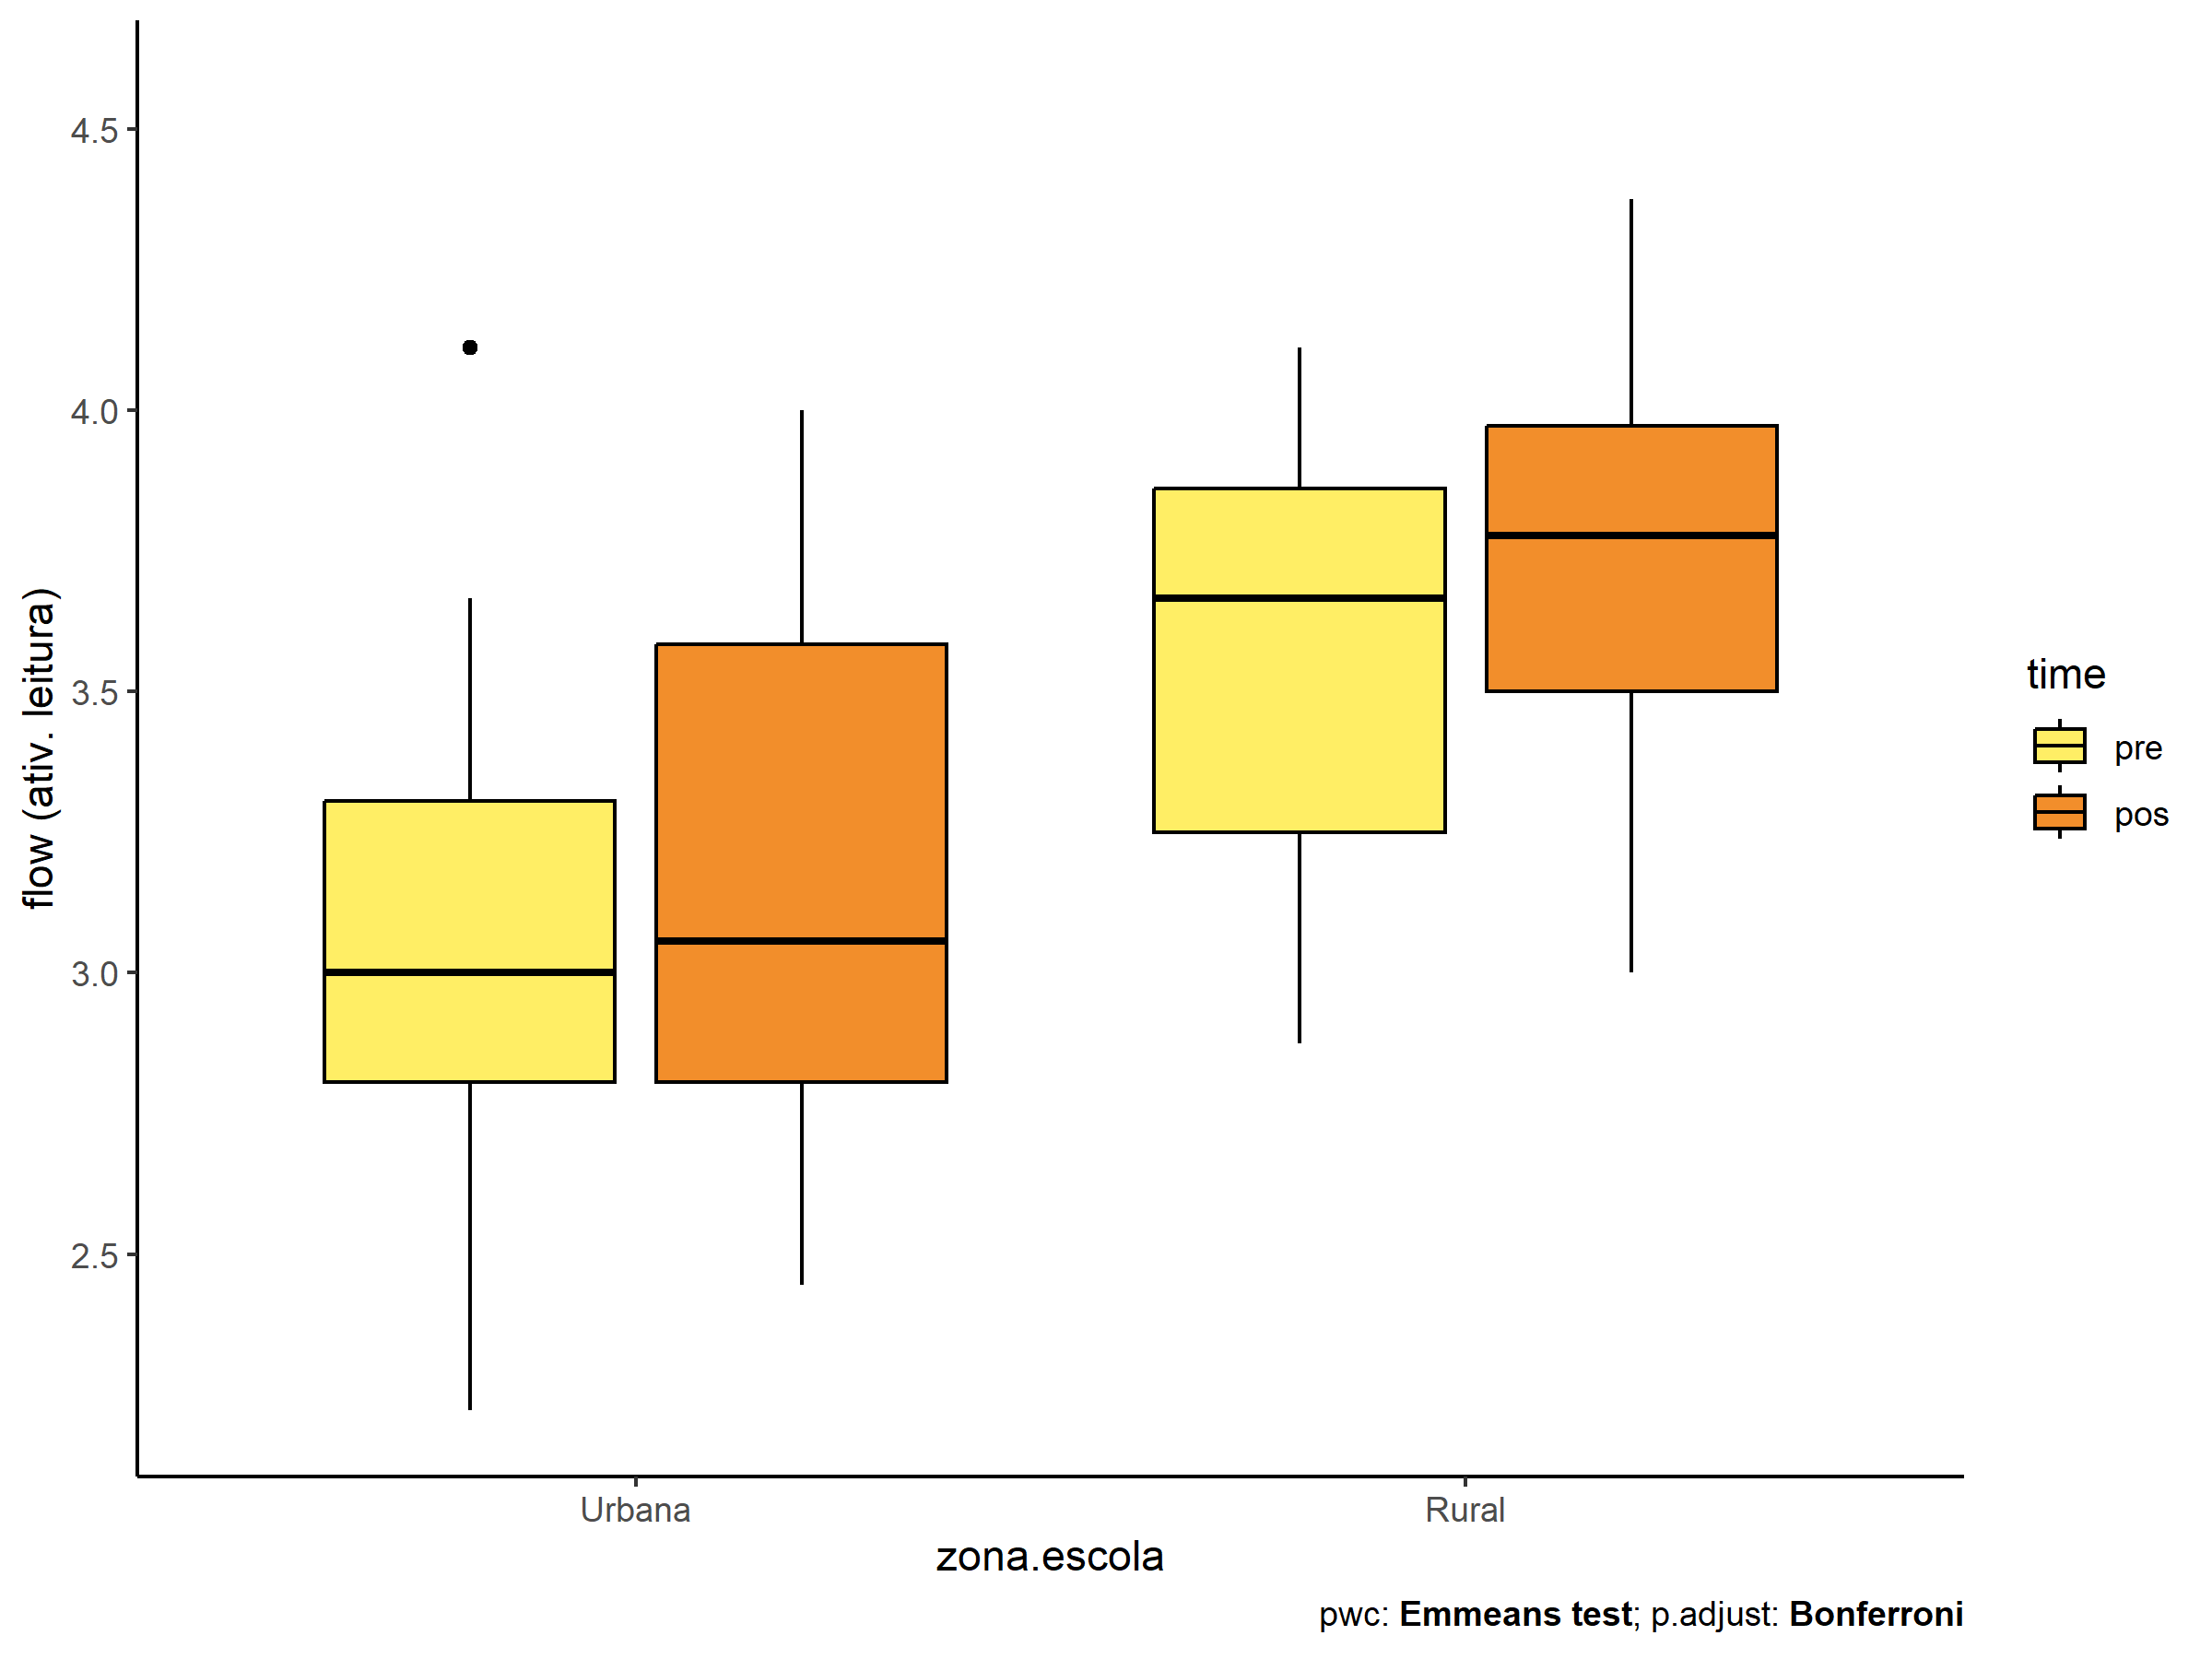 flow (ativ. leitura)
4.5
4.0
3.5
3.0
2.5
Urbana
Rural
zona.escola
time
pre
pos
pwc: Emmeans test; p.adjust: Bonferroni